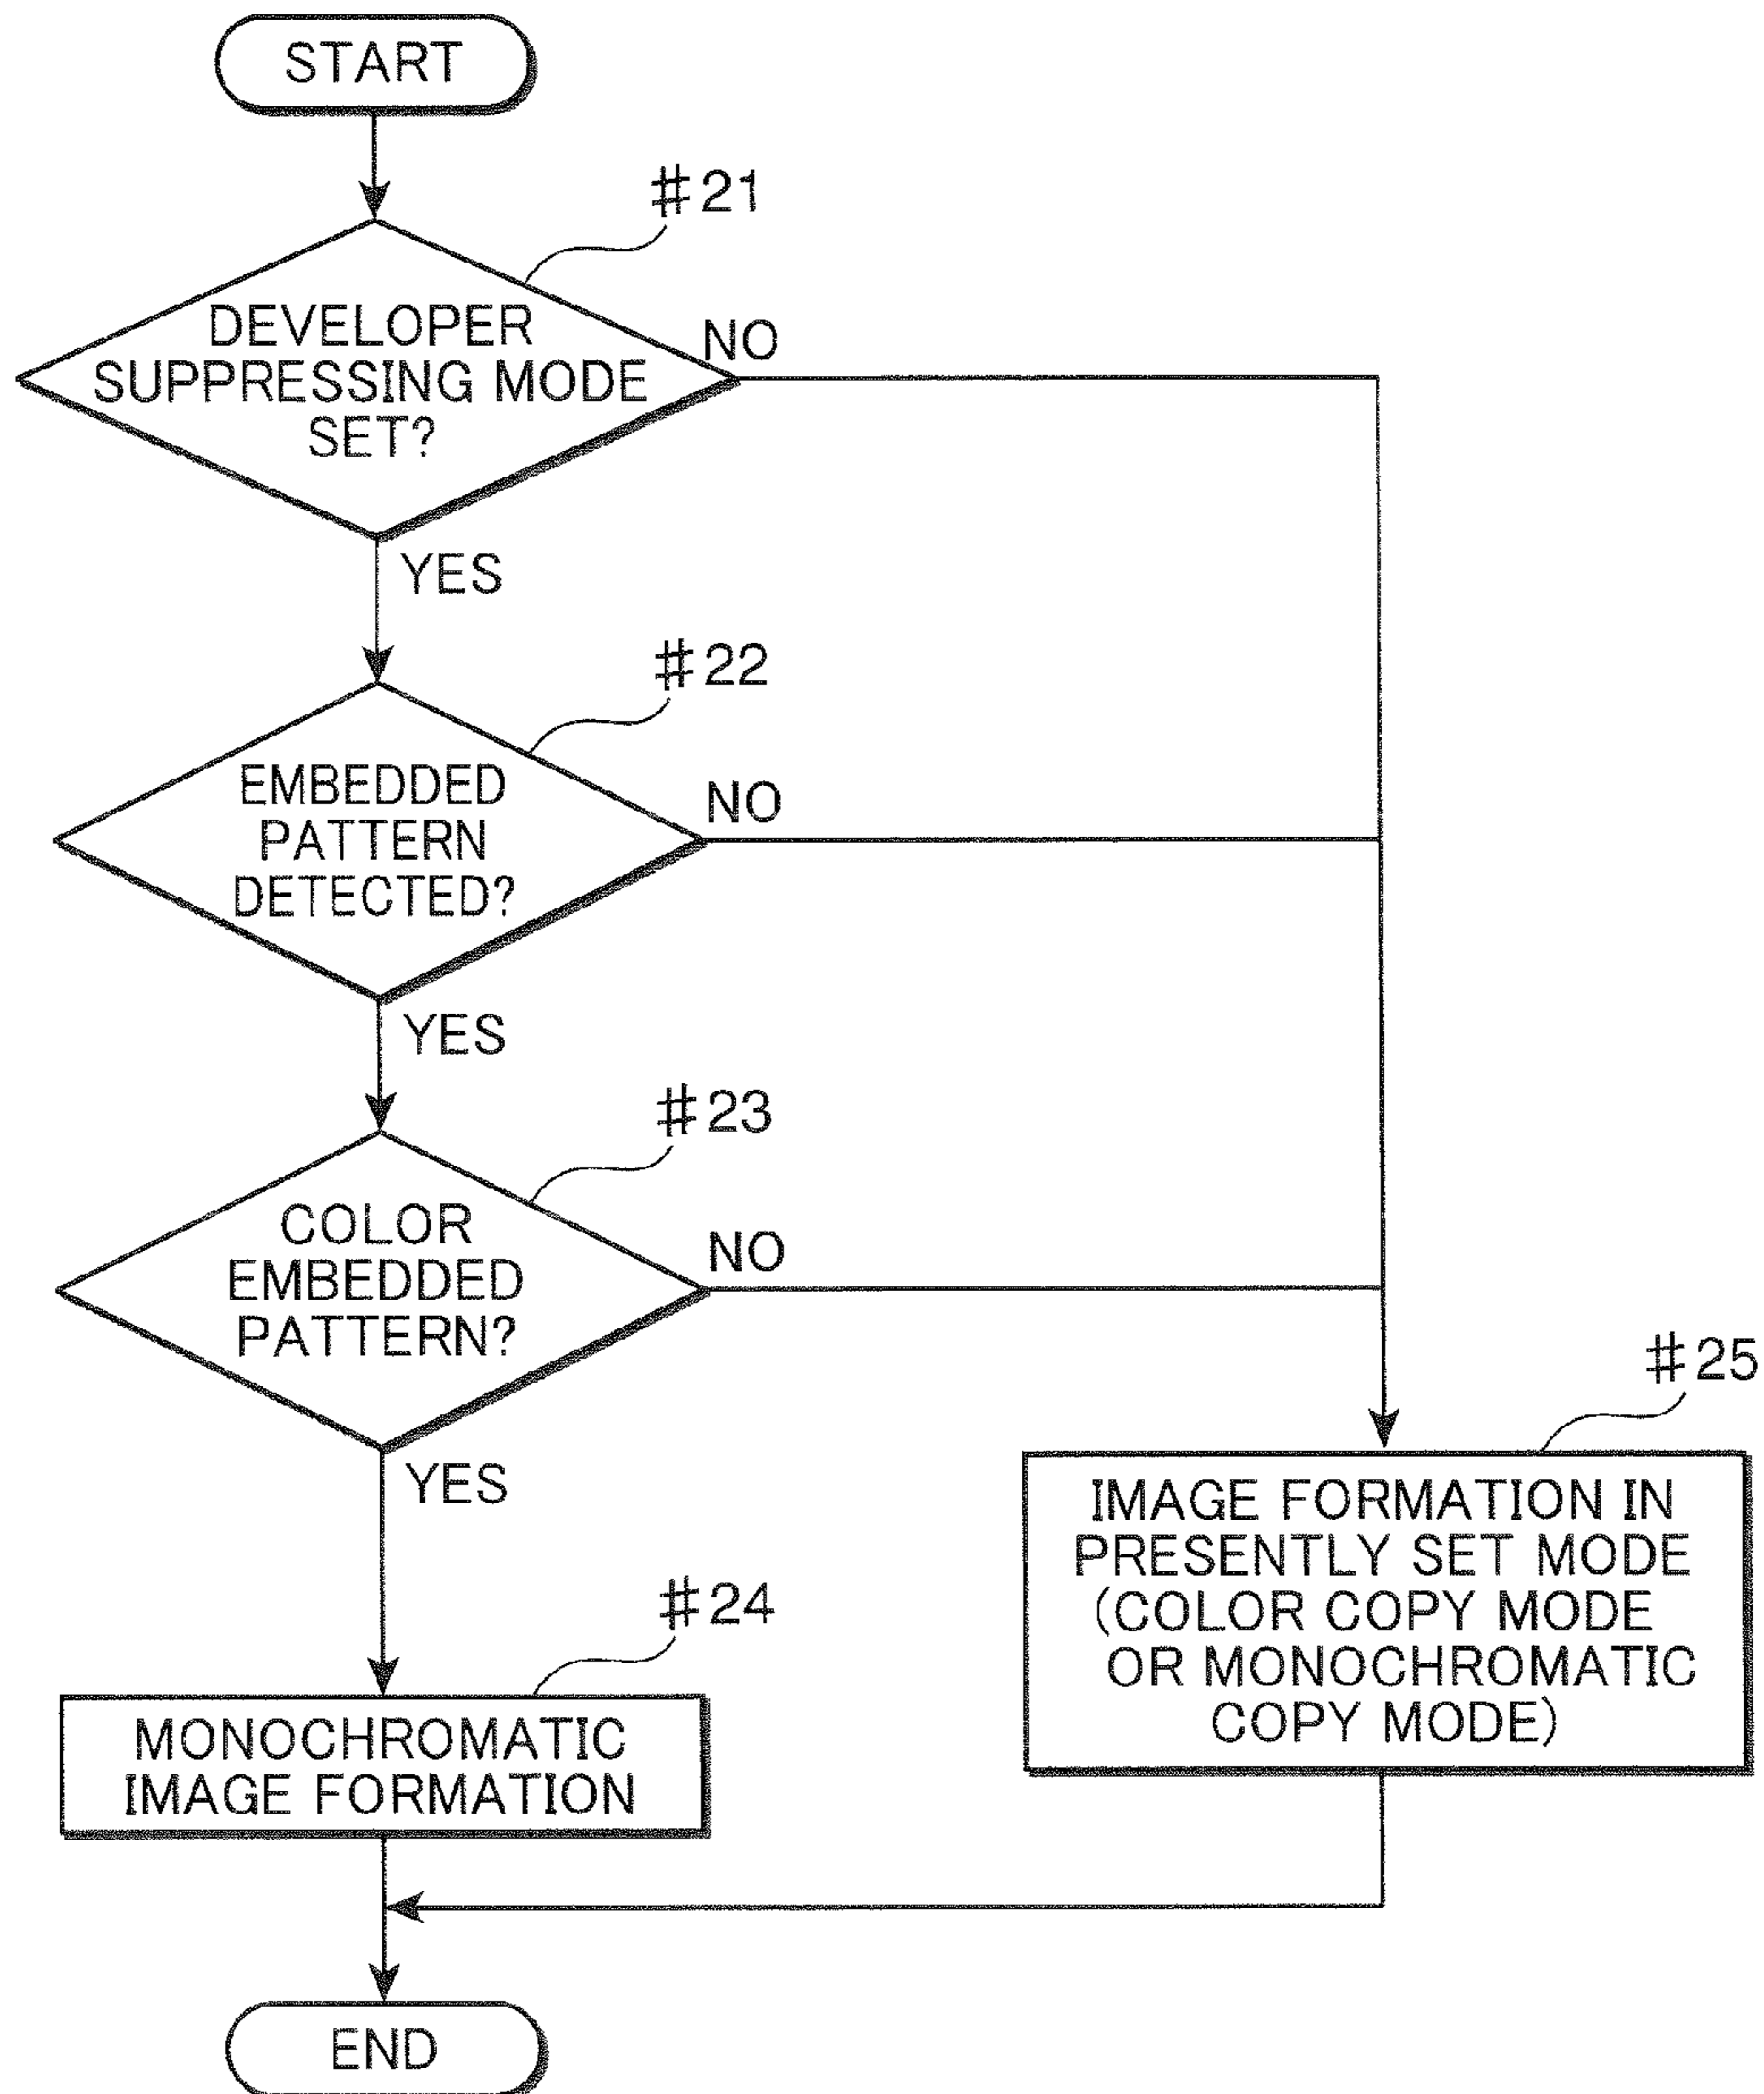 START
#21
DEVELOPER
SUPPRESSING MODE
SET?
NO
YES
#22
EMBEDDED
PATTERN
DETECTED?
NO
YES
#23
COLOR
EMBEDDED
PATTERN?
NO
YES
#24
MONOCHROMATIC
IMAGE FORMATION
#25
IMAGE FORMATION IN
PRESENTLY SET MODE
(COLOR COPY MODE
OR MONOCHROMATIC
COPY MODE)
END